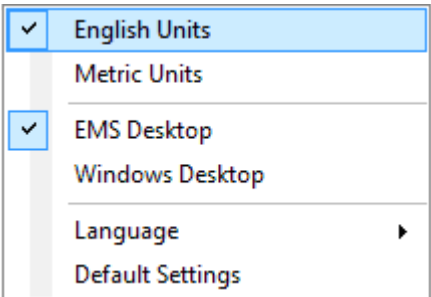 English Units
Metric Units
EMS Desktop
Windows Desktop
Language
Default Settings